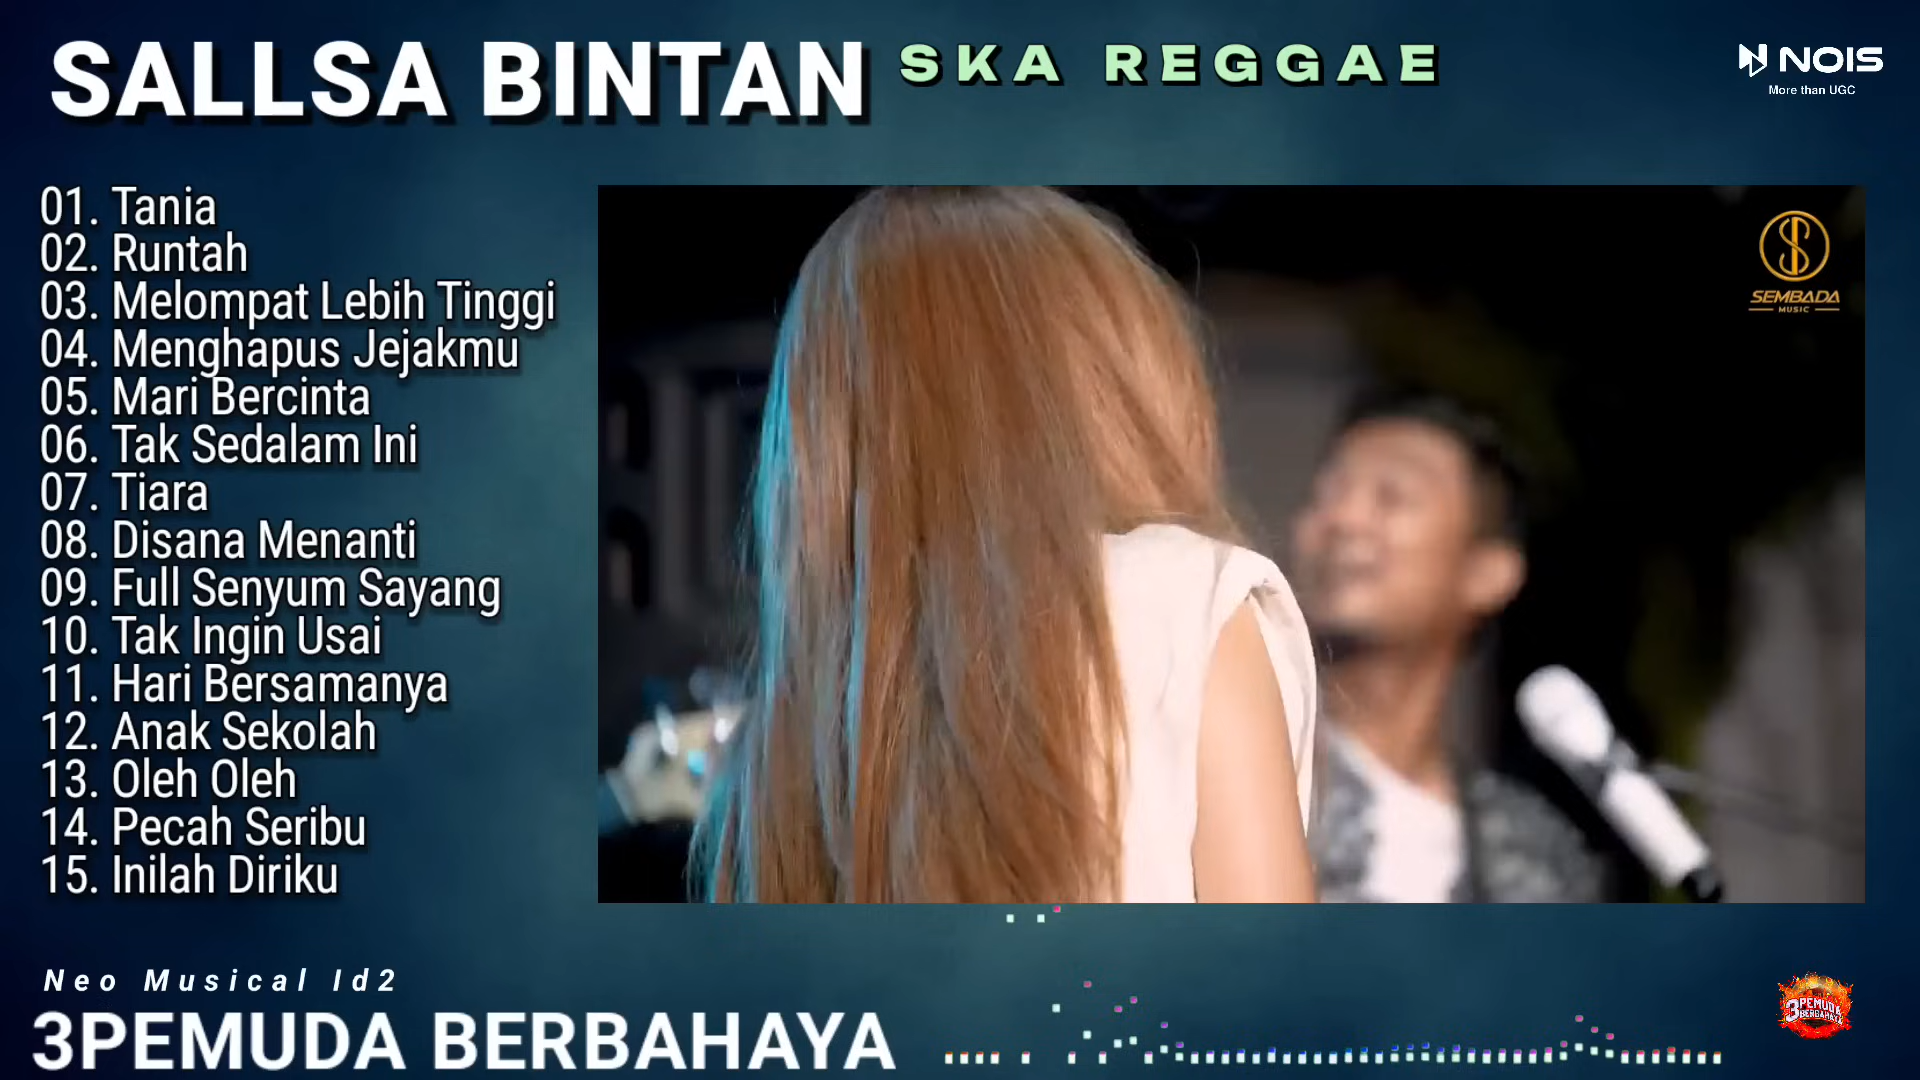 SALLSA BINTAN
SKA REGGAE
NOIS
More than UGC
01. Tania
02. Runtah
03. Melompat Lebih Tinggi
04. Menghapus Jejakmu
05. Mari Bercinta
06. Tak Sedalam Ini
07. Tiara
08. Disana Menanti
09. Full Senyum Sayang
10. Tak Ingin Usai
11. Hari Bersamanya
12. Anak Sekolah
13. Oleh Oleh
14. Pecah Seribu
15. Inilah Diriku
SEMBADA
MUSIC
Neo Musical Id2
3PEMUDA BERBAHAYA
3PEMUDA
BERBAHAYA